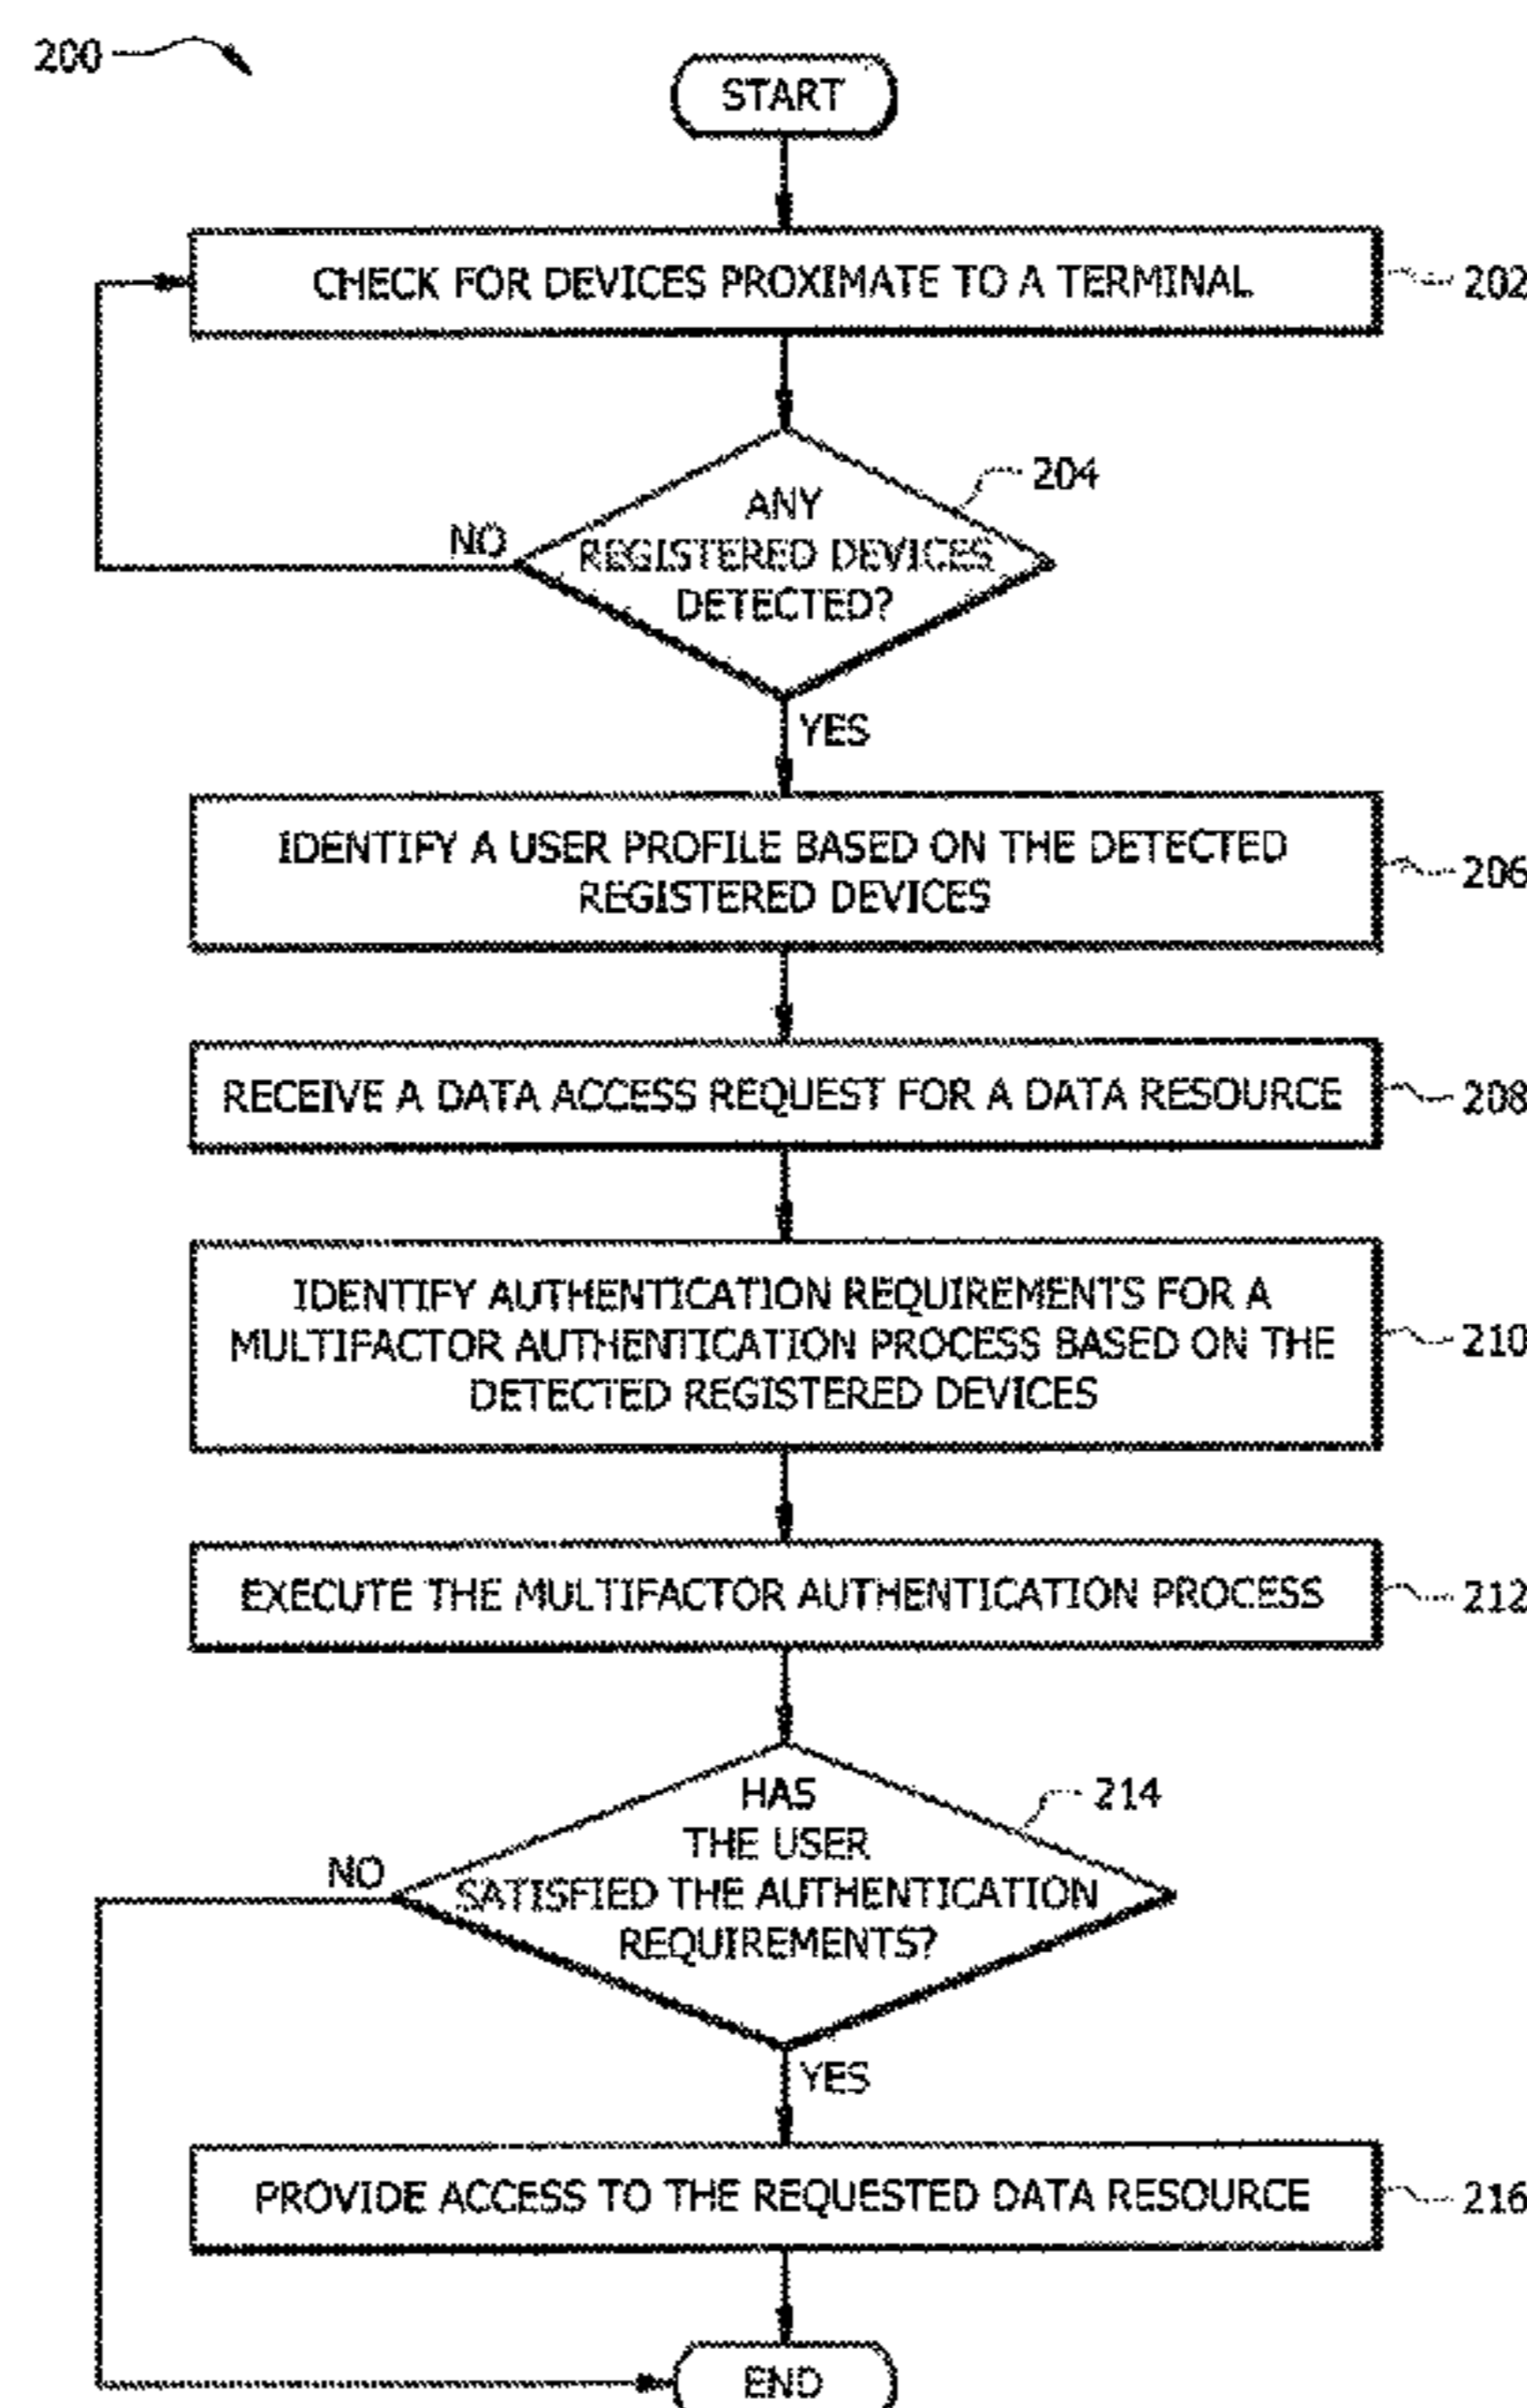 200
START
CHECK FOR DEVICES PROXIMATE TO A TERMINAL
202
204
ANY
REGISTERED DEVICES
DETECTED?
NO
YES
IDENTIFY A USER PROFILE BASED ON THE DETECTED
REGISTERED DEVICES
206
RECEIVE A DATA ACCESS REQUEST FOR A DATA RESOURCE
208
IDENTIFY AUTHENTICATION REQUIREMENTS FOR A
MULTIFACTOR AUTHENTICATION PROCESS BASED ON THE
DETECTED REGISTERED DEVICES
210
EXECUTE THE MULTIFACTOR AUTHENTICATION PROCESS
212
214
HAS
THE USER
SATISFIED THE AUTHENTICATION
REQUIREMENTS?
NO
YES
PROVIDE ACCESS TO THE REQUESTED DATA RESOURCE
216
END